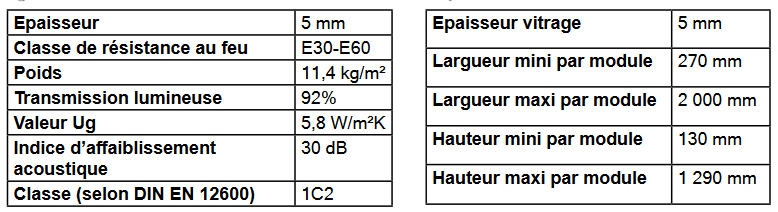 Epaisseur 5 mm
Classe de résistance au feu E30-E60
Poids 11,4 kg/m²
Transmission lumineuse 92%
Valeur Ug 5,8 W/m²K
Indice d’affaiblissement 30 dB
acoustique
Classe (selon DIN EN 12600) 1C2
Epaisseur vitrage 5 mm
Largueur mini par module 270 mm
Largueur maxi par module 2 000 mm
Hauteur mini par module 130 mm
Hauteur maxi par module 1 290 mm